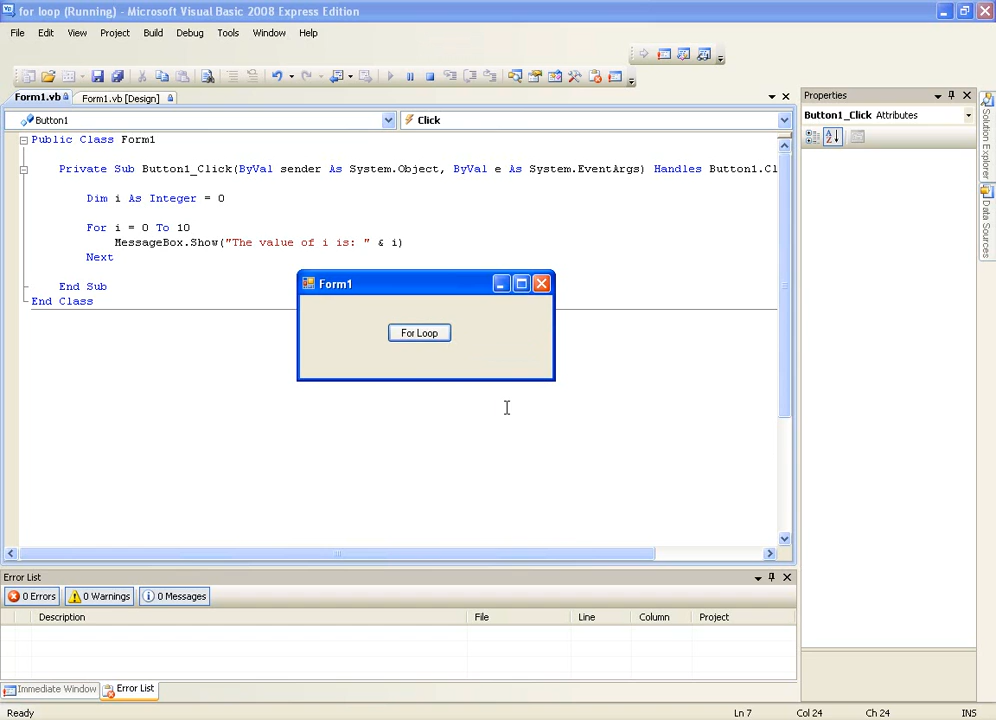 for loop (Running) - Microsoft Visual Basic 2008 Express Edition
File Edit View Project Build Debug Tools Window Help
Form1.vb Form1.vb [Design]
Button1 Click
Public Class Form1
Private Sub Button1_Click(ByVal sender As System.Object, ByVal e As System.EventArgs) Handles Button1.Cl
Dim i As Integer = 0
For i = 0 To 10
MessageBox.Show("The value of i is: " & i)
Next
End Sub
End Class
Form1
For Loop
Properties
Button1_Click Attributes
Solution Explorer
Data Sources
Error List
0 Errors 0 Warnings 0 Messages
Description File Line Column Project
Immediate Window Error List
Ready Ln 7 Col 24 Ch 24 INS